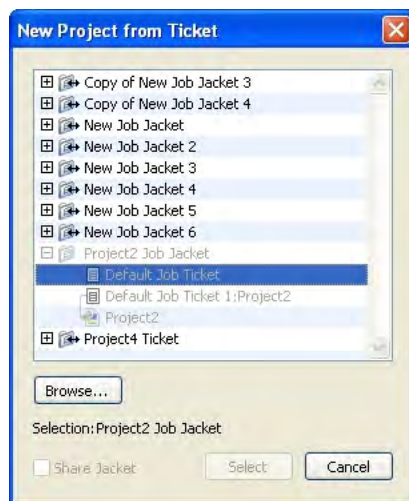 New Project from Ticket
Copy of New Job Jacket 3
Copy of New Job Jacket 4
New Job Jacket
New Job Jacket 2
New Job Jacket 3
New Job Jacket 4
New Job Jacket 5
New Job Jacket 6
Project2 Job Jacket
Default Job Ticket
Default Job Ticket 1:Project2
Project2
Project4 Ticket
Browse...
Selection:Project2 Job Jacket
Share Jacket Select Cancel